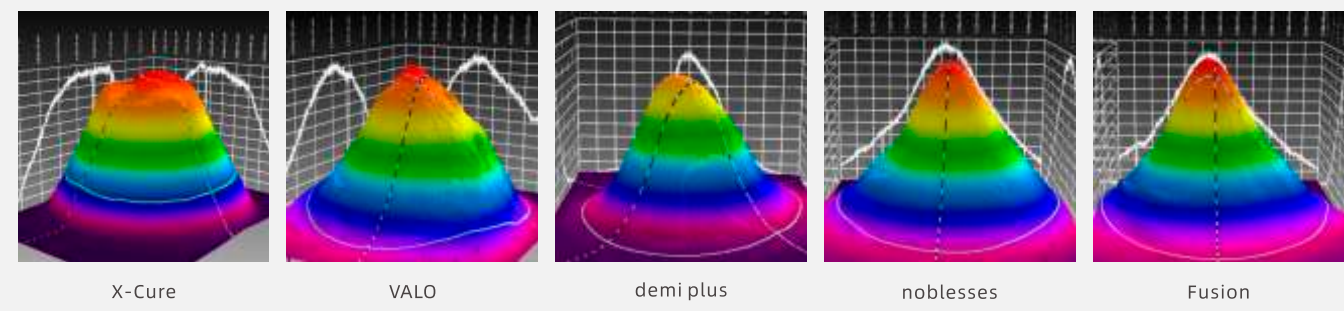 X-Cure
VALO
demi plus
noblesses
Fusion